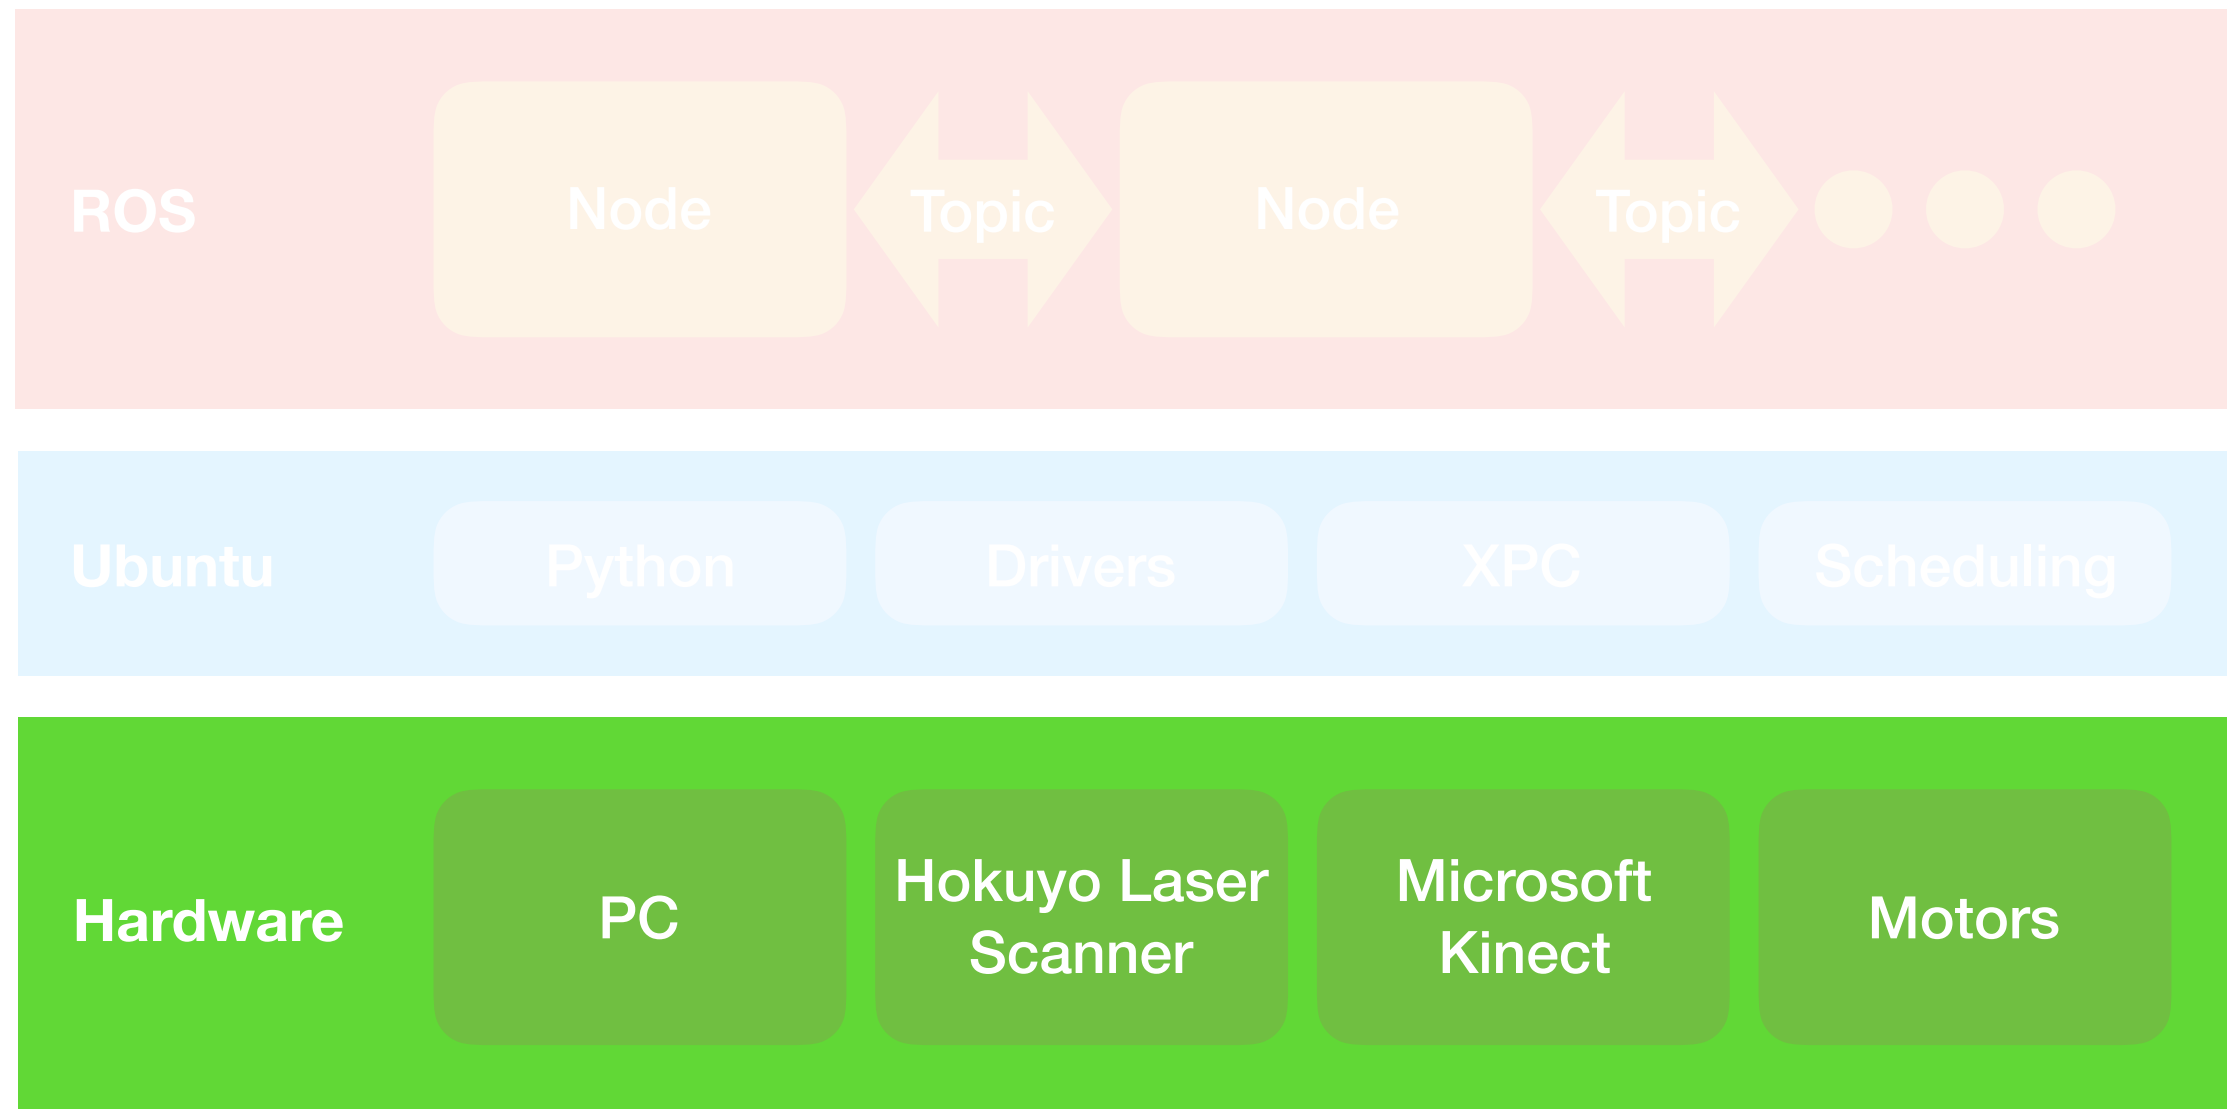 ROS
Node
Topic
Node
Topic
Ubuntu
Python
Drivers
XPC
Scheduling
Hardware
PC
Hokuyo Laser
Scanner
Microsoft
Kinect
Motors